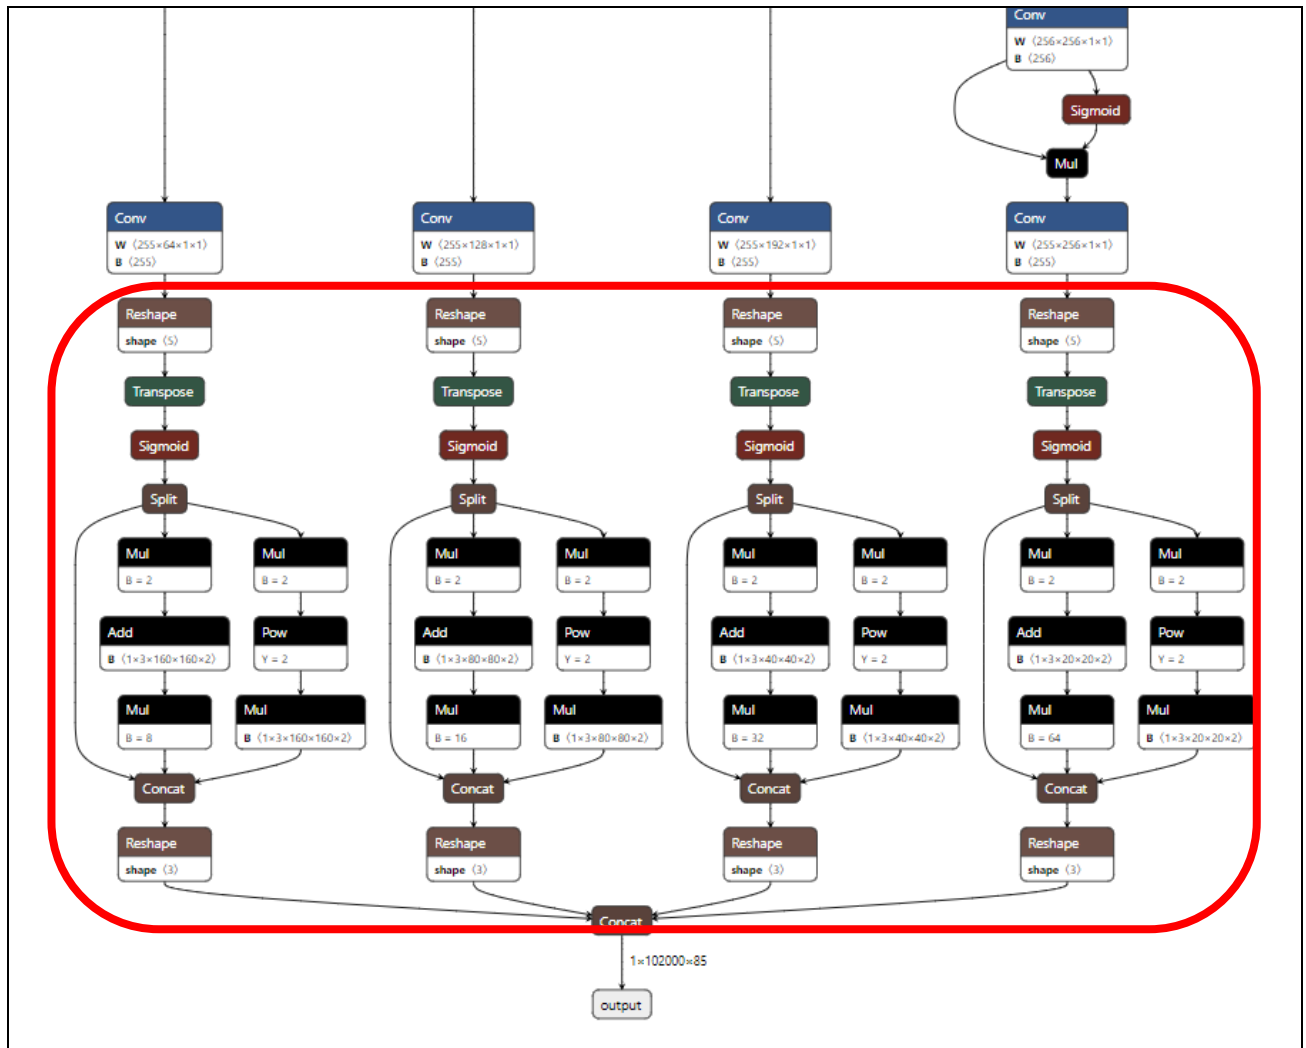 Conv
W ⟨256×256×1×1⟩
B ⟨256⟩
Sigmoid
Mul
Conv
W ⟨255×64×1×1⟩
B ⟨255⟩
Conv
W ⟨255×128×1×1⟩
B ⟨255⟩
Conv
W ⟨255×192×1×1⟩
B ⟨255⟩
Conv
W ⟨255×256×1×1⟩
B ⟨255⟩
Reshape
shape ⟨5⟩
Reshape
shape ⟨5⟩
Reshape
shape ⟨5⟩
Reshape
shape ⟨5⟩
Transpose
Transpose
Transpose
Transpose
Sigmoid
Sigmoid
Sigmoid
Sigmoid
Split
Split
Split
Split
Mul
B = 2
Mul
B = 2
Mul
B = 2
Mul
B = 2
Mul
B = 2
Mul
B = 2
Mul
B = 2
Mul
B = 2
Add
B ⟨1×3×160×160×2⟩
Pow
Y = 2
Add
B ⟨1×3×80×80×2⟩
Pow
Y = 2
Add
B ⟨1×3×40×40×2⟩
Pow
Y = 2
Add
B ⟨1×3×20×20×2⟩
Pow
Y = 2
Mul
B = 8
Mul
B ⟨1×3×160×160×2⟩
Mul
B = 16
Mul
B ⟨1×3×80×80×2⟩
Mul
B = 32
Mul
B ⟨1×3×40×40×2⟩
Mul
B = 64
Mul
B ⟨1×3×20×20×2⟩
Concat
Concat
Concat
Concat
Reshape
shape ⟨3⟩
Reshape
shape ⟨3⟩
Reshape
shape ⟨3⟩
Reshape
shape ⟨3⟩
Concat
1×102000×85
output